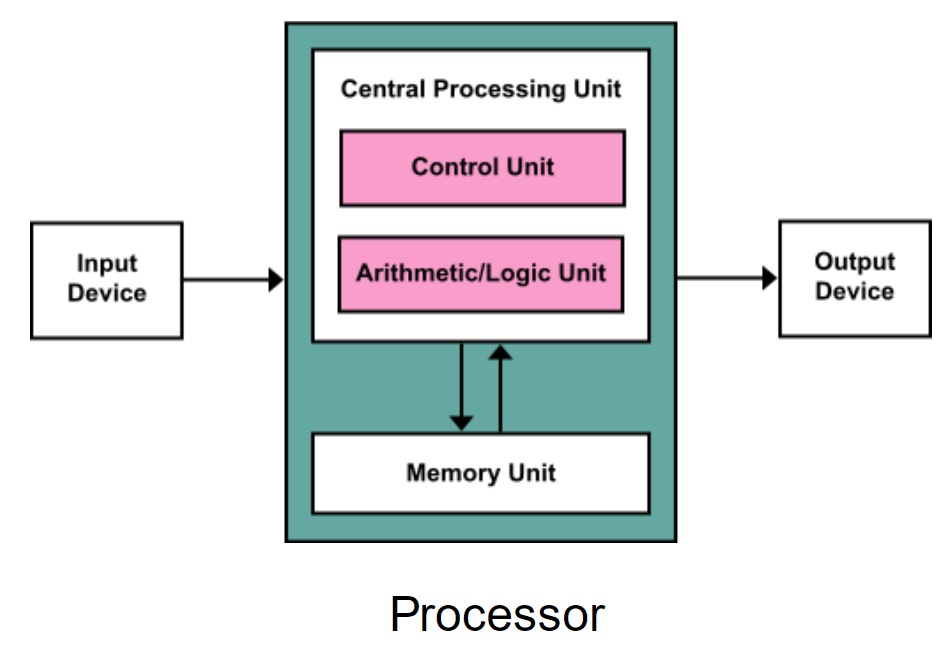 Central Processing Unit
Control Unit
Arithmetic/Logic Unit
Input
Device
Output
Device
Memory Unit
Processor